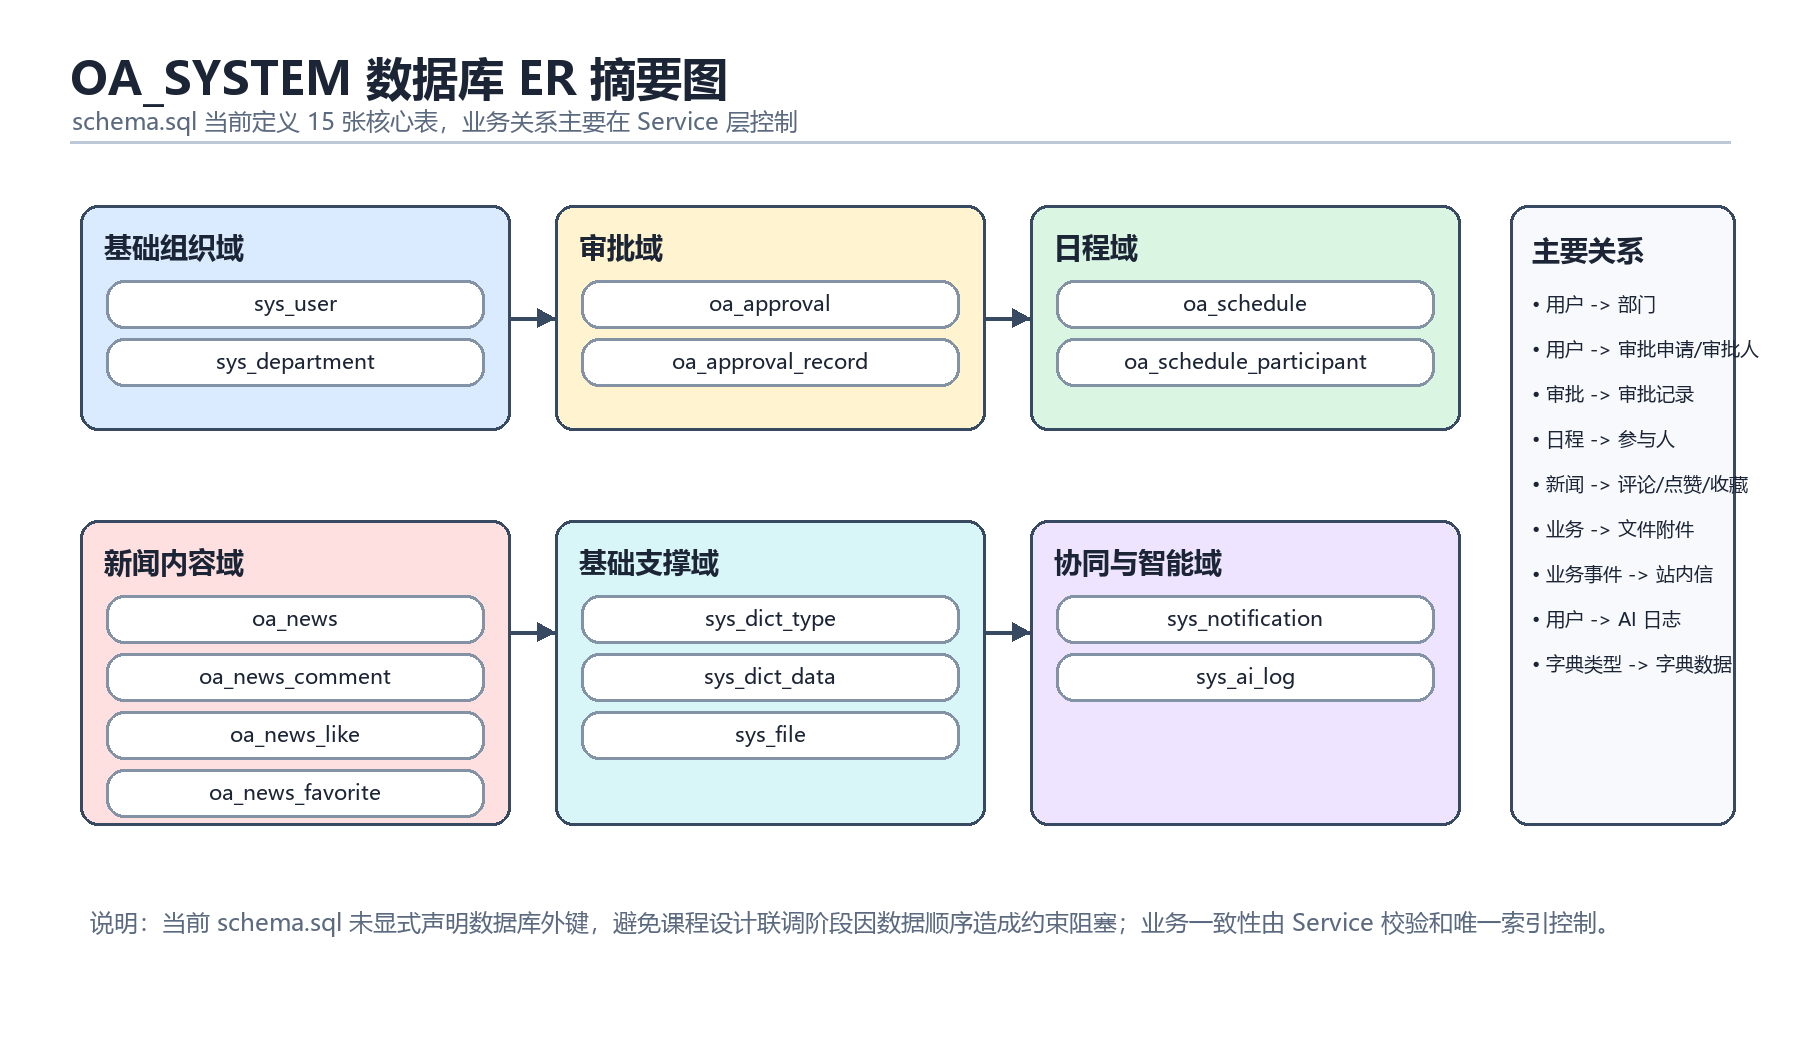 OA_SYSTEM 数据库 ER 摘要图
schema.sql 当前定义 15 张核心表，业务关系主要在 Service 层控制
基础组织域
sys_user
sys_department
审批域
oa_approval
oa_approval_record
日程域
oa_schedule
oa_schedule_participant
新闻内容域
oa_news
oa_news_comment
oa_news_like
oa_news_favorite
基础支撑域
sys_dict_type
sys_dict_data
sys_file
协同与智能域
sys_notification
sys_ai_log
主要关系
• 用户 -> 部门
• 用户 -> 审批申请/审批人
• 审批 -> 审批记录
• 日程 -> 参与人
• 新闻 -> 评论/点赞/收藏
• 业务 -> 文件附件
• 业务事件 -> 站内信
• 用户 -> AI 日志
• 字典类型 -> 字典数据
说明：当前 schema.sql 未显式声明数据库外键，避免课程设计联调阶段因数据顺序造成约束阻塞；业务一致性由 Service 校验和唯一索引控制。